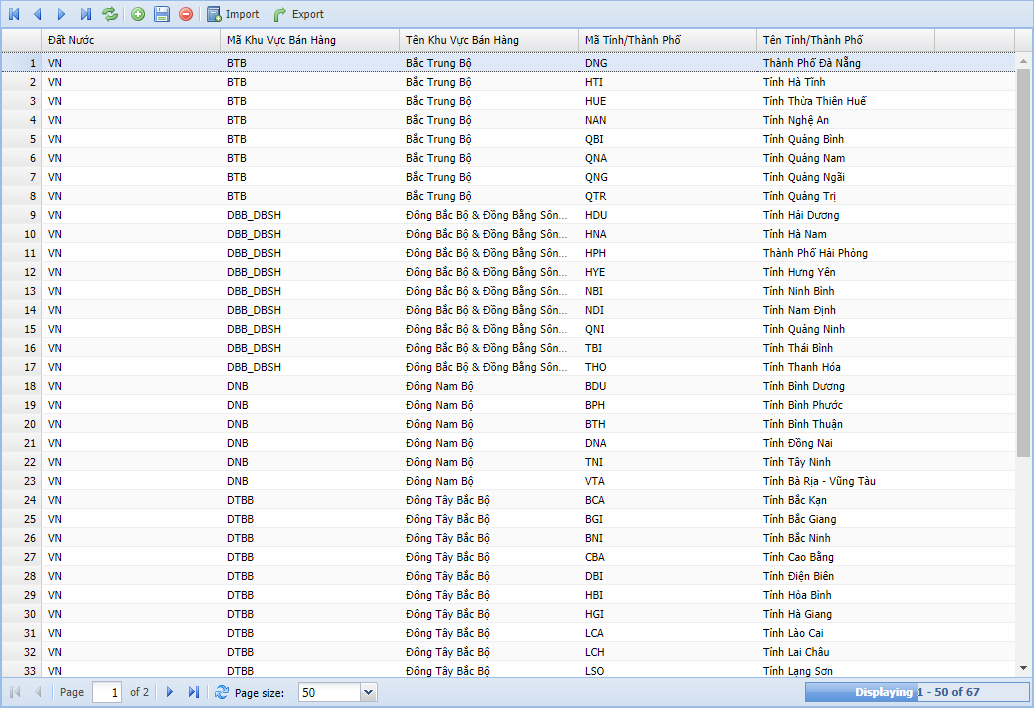 Import Export
Đất Nước Mã Khu Vực Bán Hàng Tên Khu Vực Bán Hàng Mã Tỉnh/Thành Phố Tên Tỉnh/Thành Phố
1 VN BTB Bắc Trung Bộ DNG Thành Phố Đà Nẵng
2 VN BTB Bắc Trung Bộ HTI Tỉnh Hà Tĩnh
3 VN BTB Bắc Trung Bộ HUE Tỉnh Thừa Thiên Huế
4 VN BTB Bắc Trung Bộ NAN Tỉnh Nghệ An
5 VN BTB Bắc Trung Bộ QBI Tỉnh Quảng Bình
6 VN BTB Bắc Trung Bộ QNA Tỉnh Quảng Nam
7 VN BTB Bắc Trung Bộ QNG Tỉnh Quảng Ngãi
8 VN BTB Bắc Trung Bộ QTR Tỉnh Quảng Trị
9 VN DBB_DBSH Đông Bắc Bộ & Đồng Bằng Sôn... HDU Tỉnh Hải Dương
10 VN DBB_DBSH Đông Bắc Bộ & Đồng Bằng Sôn... HNA Tỉnh Hà Nam
11 VN DBB_DBSH Đông Bắc Bộ & Đồng Bằng Sôn... HPH Thành Phố Hải Phòng
12 VN DBB_DBSH Đông Bắc Bộ & Đồng Bằng Sôn... HYE Tỉnh Hưng Yên
13 VN DBB_DBSH Đông Bắc Bộ & Đồng Bằng Sôn... NBI Tỉnh Ninh Bình
14 VN DBB_DBSH Đông Bắc Bộ & Đồng Bằng Sôn... NDI Tỉnh Nam Định
15 VN DBB_DBSH Đông Bắc Bộ & Đồng Bằng Sôn... QNI Tỉnh Quảng Ninh
16 VN DBB_DBSH Đông Bắc Bộ & Đồng Bằng Sôn... TBI Tỉnh Thái Bình
17 VN DBB_DBSH Đông Bắc Bộ & Đồng Bằng Sôn... THO Tỉnh Thanh Hóa
18 VN DNB Đông Nam Bộ BDU Tỉnh Bình Dương
19 VN DNB Đông Nam Bộ BPH Tỉnh Bình Phước
20 VN DNB Đông Nam Bộ BTH Tỉnh Bình Thuận
21 VN DNB Đông Nam Bộ DNA Tỉnh Đồng Nai
22 VN DNB Đông Nam Bộ TNI Tỉnh Tây Ninh
23 VN DNB Đông Nam Bộ VTA Tỉnh Bà Rịa - Vũng Tàu
24 VN DTBB Đông Tây Bắc Bộ BCA Tỉnh Bắc Kạn
25 VN DTBB Đông Tây Bắc Bộ BGI Tỉnh Bắc Giang
26 VN DTBB Đông Tây Bắc Bộ BNI Tỉnh Bắc Ninh
27 VN DTBB Đông Tây Bắc Bộ CBA Tỉnh Cao Bằng
28 VN DTBB Đông Tây Bắc Bộ DBI Tỉnh Điện Biên
29 VN DTBB Đông Tây Bắc Bộ HBI Tỉnh Hòa Bình
30 VN DTBB Đông Tây Bắc Bộ HGI Tỉnh Hà Giang
31 VN DTBB Đông Tây Bắc Bộ LCA Tỉnh Lào Cai
32 VN DTBB Đông Tây Bắc Bộ LCH Tỉnh Lai Châu
33 VN DTBB Đông Tây Bắc Bộ LSO Tỉnh Lạng Sơn
Page 1 of 2 Page size: 50 Displaying 1 - 50 of 67